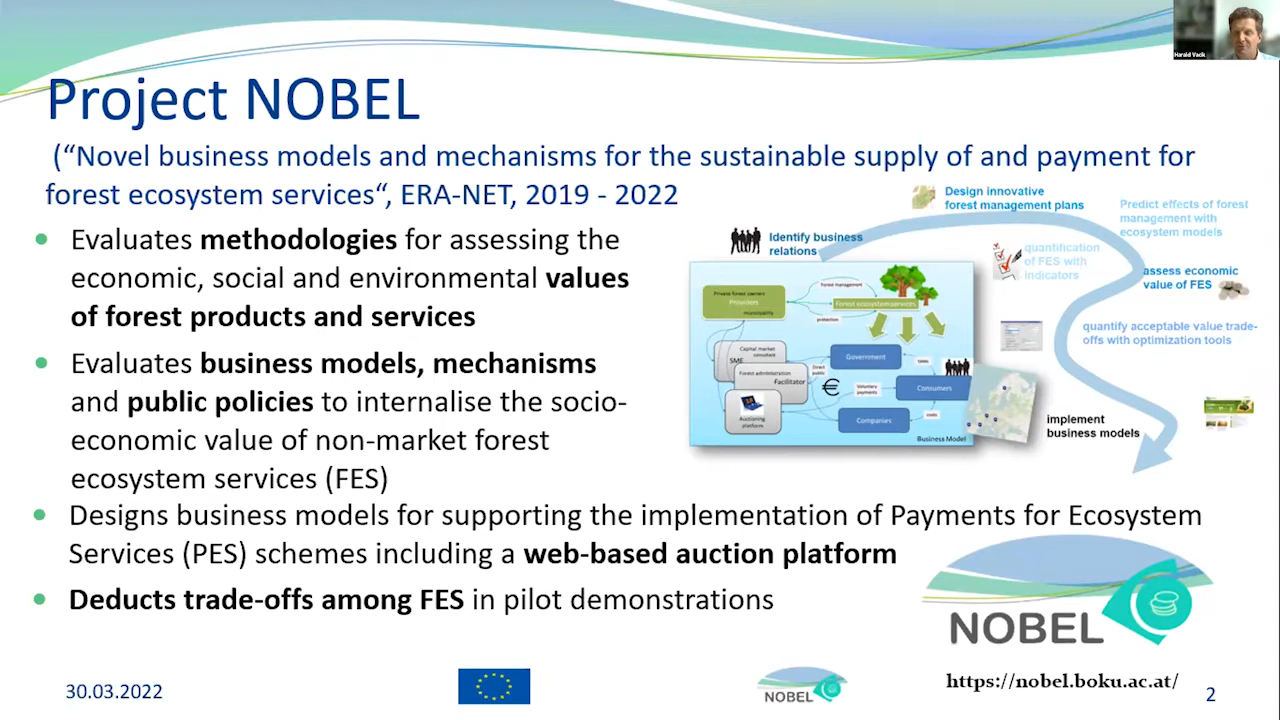 Harald Vacik
Project NOBEL
(“Novel business models and mechanisms for the sustainable supply of and payment for
forest ecosystem services“, ERA-NET, 2019 - 2022
• Evaluates methodologies for assessing the
economic, social and environmental values
of forest products and services
• Evaluates business models, mechanisms
and public policies to internalise the socio-
economic value of non-market forest
ecosystem services (FES)
• Designs business models for supporting the implementation of Payments for Ecosystem
Services (PES) schemes including a web-based auction platform
• Deducts trade-offs among FES in pilot demonstrations
Identify business
relations
Design innovative
forest management plans
Predict effects of forest
management with
ecosystem models
quantification
of FES with
indicators
assess economic
value of FES
quantify acceptable value trade-
offs with optimization tools
implement
business models
Private forest owners
Providers
municipality
Forest management
Forest ecosystem services
protection
Capital market
consultant
SME
Forest administration
Facilitator
Auctioning
platform
Direct
public
€
Government
taxes
Voluntary
payments
Consumers
Companies
costs
Business Model
NOBEL
https://nobel.boku.ac.at/
30.03.2022
NOBEL
2